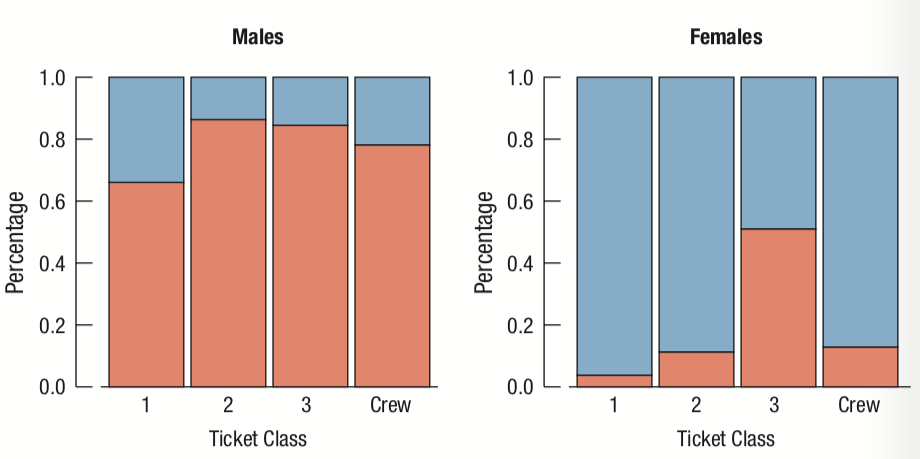 Males
1.0
0.8
0.6
0.4
0.2
0.0
Percentage
1 2 3 Crew
Ticket Class
Females
1.0
0.8
0.6
0.4
0.2
0.0
Percentage
1 2 3 Crew
Ticket Class